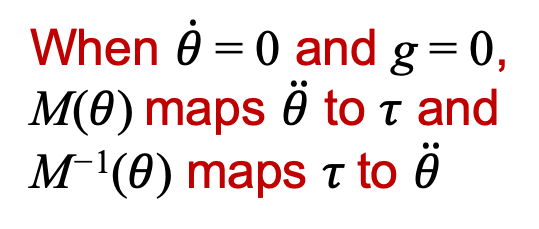 When θ̇ = 0 and g = 0,
M(θ) maps θ̈ to τ and
M⁻¹(θ) maps τ to θ̈